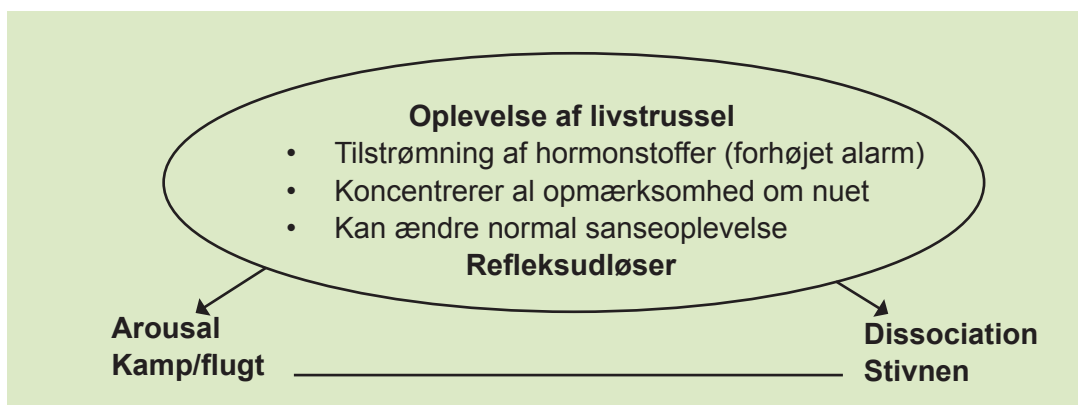 Oplevelse af livstrussel
• Tilstrømning af hormonstoffer (forhøjet alarm)
• Koncentrerer al opmærksomhed om nuet
• Kan ændre normal sanseoplevelse
Refleksudløser
Arousal
Kamp/flugt
Dissociation
Stivnen